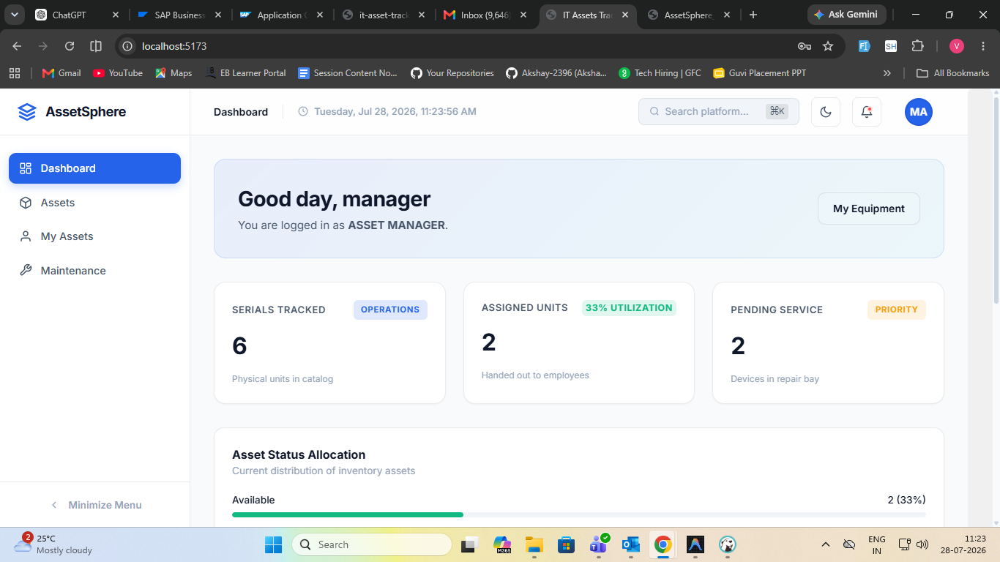 ChatGPT
SAP Business
Application C
it-asset-track
Inbox (9,646)
IT Assets Tra
AssetSphere_
Ask Gemini
localhost:5173
Gmail
YouTube
Maps
EB Learner Portal
Session Content No...
Your Repositories
Akshay-2396 (Aksha...
Tech Hiring | GFC
Guvi Placement PPT
»
All Bookmarks
AssetSphere
Dashboard
Tuesday, Jul 28, 2026, 11:23:56 AM
Search platform...
⌘K
MA
Dashboard
Assets
My Assets
Maintenance
Minimize Menu
Good day, manager
You are logged in as ASSET MANAGER.
My Equipment
SERIALS TRACKED
OPERATIONS
6
Physical units in catalog
ASSIGNED UNITS
33% UTILIZATION
2
Handed out to employees
PENDING SERVICE
PRIORITY
2
Devices in repair bay
Asset Status Allocation
Current distribution of inventory assets
Available
2 (33%)
2
25°C
Mostly cloudy
Search
M365
ENG
IN
11:23
28-07-2026
SH
V